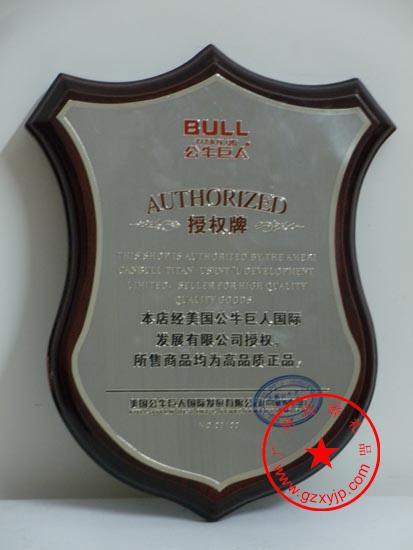 BULL
公牛巨人
AUTHORIZED
授权牌
THIS SHOP IS AUTHORIZED BY THE AMERI
CANBULL TITAN USINT'L DEVELOPMENT
LIMITED. SELLER FOR HIGH QUALITY
QUALITY GOODS
本店经美国公牛巨人国际
发展有限公司授权,
所售商品均为高品质正品。
美国公牛巨人国际发展有限公司
www.gzxyjp.com